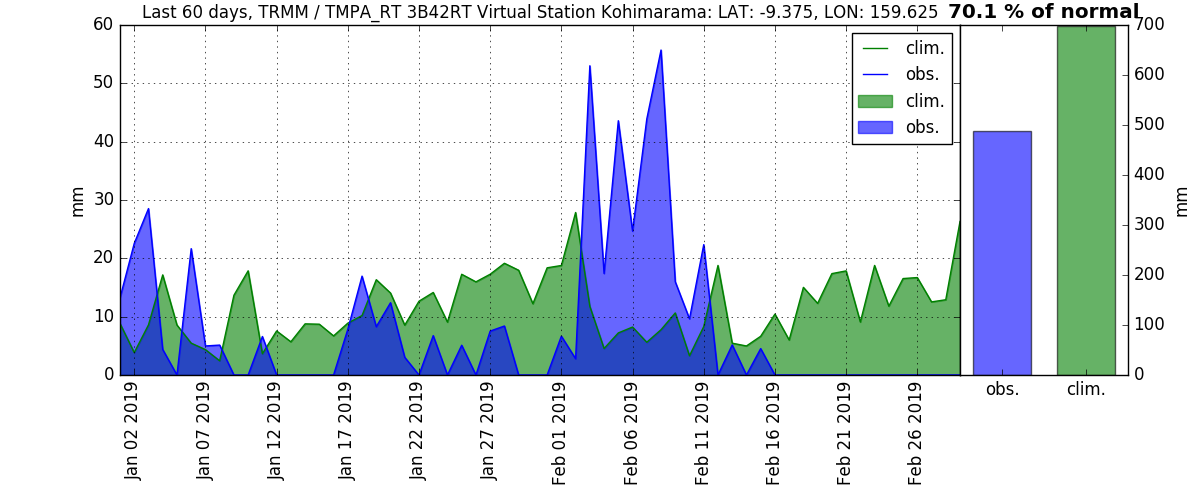 Last 60 days, TRMM / TMPA_RT 3B42RT Virtual Station Kohimarama: LAT: -9.375, LON: 159.625
70.1 % of normal
60
50
40
30
20
10
0
mm
clim.
obs.
clim.
obs.
Jan 02 2019
Jan 07 2019
Jan 12 2019
Jan 17 2019
Jan 22 2019
Jan 27 2019
Feb 01 2019
Feb 06 2019
Feb 11 2019
Feb 16 2019
Feb 21 2019
Feb 26 2019
700
600
500
400
300
200
100
0
mm
obs.
clim.